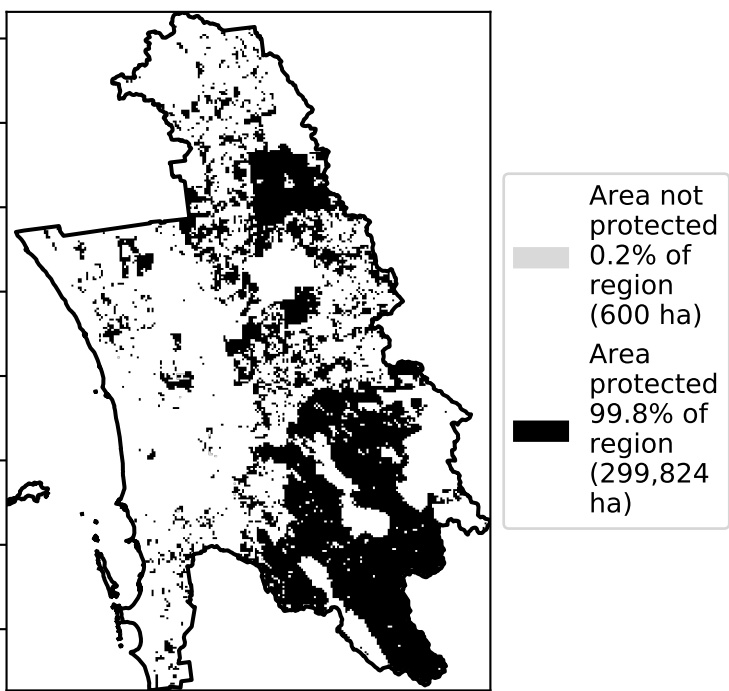 Area not
protected
0.2% of
region
(600 ha)
Area
protected
99.8% of
region
(299,824
ha)